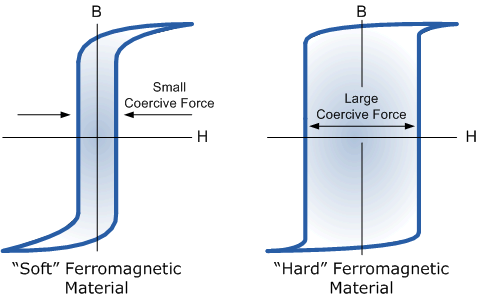 B
Small
Coercive Force
H
"Soft" Ferromagnetic
Material
B
Large
Coercive Force
H
"Hard" Ferromagnetic
Material